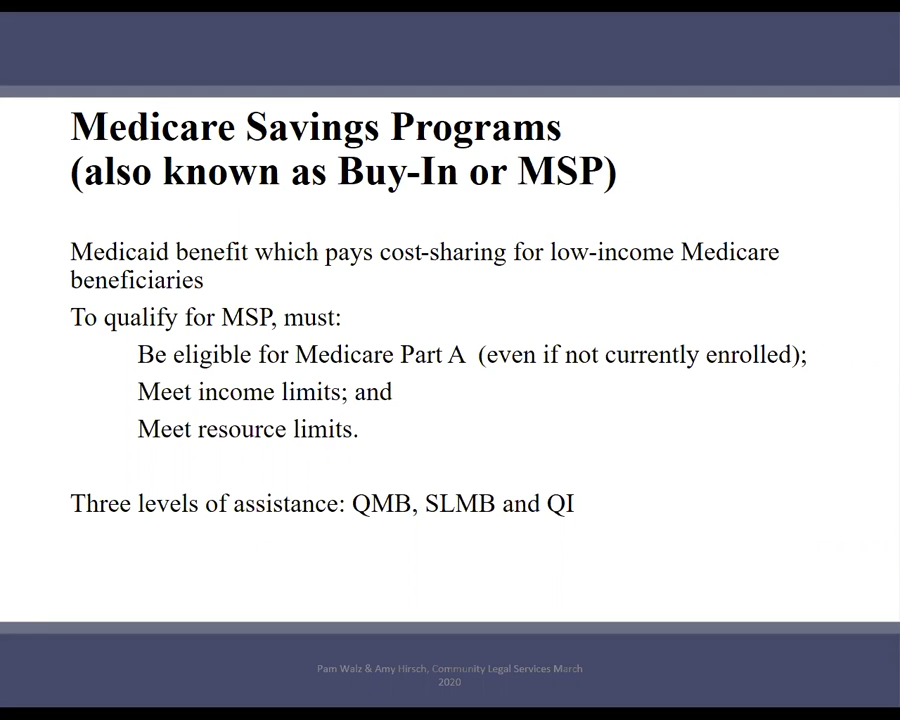 Medicare Savings Programs
(also known as Buy-In or MSP)
Medicaid benefit which pays cost-sharing for low-income Medicare
beneficiaries
To qualify for MSP, must:
Be eligible for Medicare Part A (even if not currently enrolled);
Meet income limits; and
Meet resource limits.
Three levels of assistance: QMB, SLMB and QI
Pam Walz & Amy Hirsch, Community Legal Services March
2020